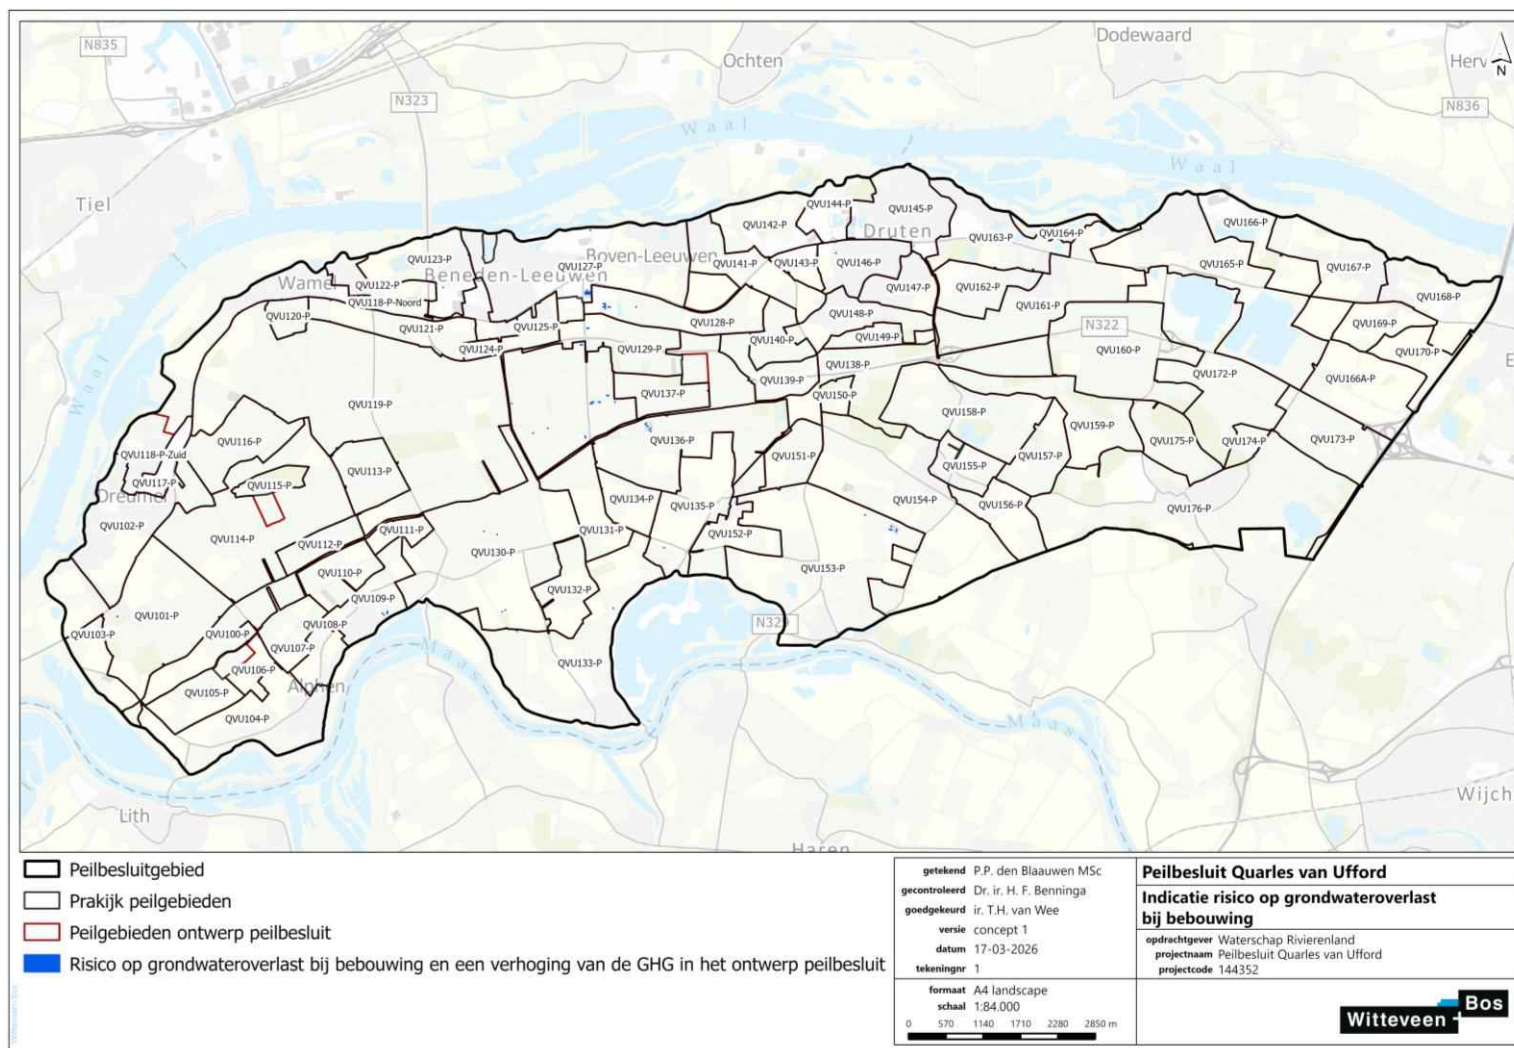 N835
Dodewaard
Ochten
Herv
N
N323
N836
Waal
Waal
Tiel
QVU144-P
QVU145-P
QVU166-P
QVU142-P
Druten
QVU163-P
QVU164-P
QVU123-P
Boven-Leeuwen
QVU141-P
QVU143-P
QVU146-P
QVU165-P
QVU167-P
QVU127-P
Beneden-Leeuwen
Wamel
QVU122-P
QVU147-P
QVU162-P
QVU168-P
QVU118-P-Noord
QVU161-P
QVU120-P
QVU121-P
QVU125-P
QVU128-P
QVU148-P
N322
QVU169-P
QVU124-P
QVU129-P
QVU140-P
QVU149-P
QVU160-P
QVU170-P
E
Waal
QVU138-P
QVU172-P
QVU139-P
QVU166A-P
QVU137-P
QVU150-P
QVU119-P
QVU158-P
QVU159-P
QVU116-P
QVU136-P
QVU175-P
QVU174-P
QVU173-P
QVU118-P-Zuid
QVU151-P
QVU157-P
QVU113-P
QVU155-P
QVU117-P
QVU115-P
Dreumel
QVU134-P
QVU154-P
QVU135-P
QVU156-P
QVU176-P
QVU102-P
QVU111-P
QVU131-P
QVU152-P
QVU114-P
QVU112-P
QVU130-P
QVU153-P
QVU110-P
QVU132-P
QVU109-P
QVU101-P
QVU108-P
N329
QVU103-P
QVU100-P
QVU107-P
Maas
QVU133-P
QVU106-P
Alphen
QVU105-P
QVU104-P
Maas
Lith
Wijch
Haren
Peilbesluitgebied
Prakijk peilgebieden
Peilgebieden ontwerp peilbesluit
Risico op grondwateroverlast bij bebouwing en een verhoging van de GHG in het ontwerp peilbesluit
getekend P.P. den Blaauwen MSc
gecontroleerd Dr. ir. H. F. Benninga
goedgekeurd ir. T.H. van Wee
versie concept 1
datum 17-03-2026
tekeningnr 1
formaat A4 landscape
schaal 1:84.000
0 570 1140 1710 2280 2850 m
Peilbesluit Quarles van Ufford
Indicatie risico op grondwateroverlast
bij bebouwing
opdrachtgever Waterschap Rivierenland
projectnaam Peilbesluit Quarles van Ufford
projectcode 144352
Witteveen + Bos
Witteveen+Bos